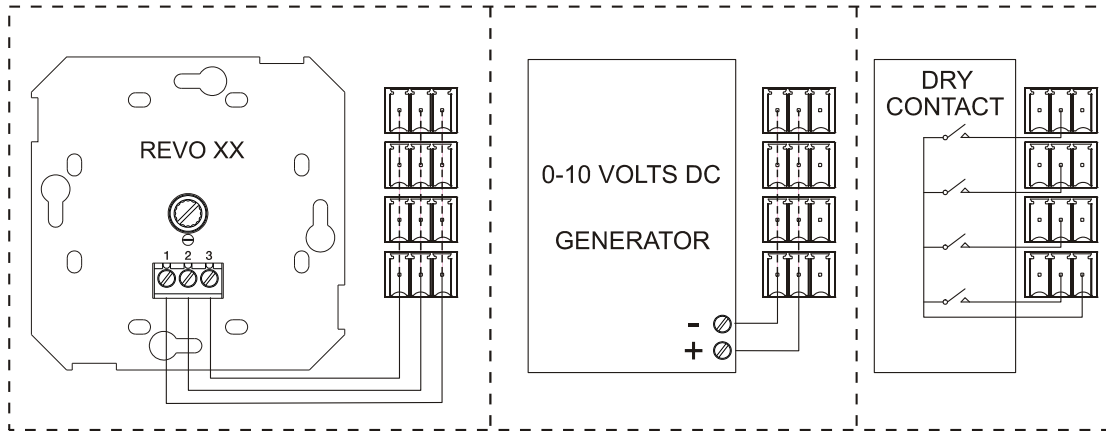 REVO XX
1 2 3
0-10 VOLTS DC
GENERATOR
-
+
DRY
CONTACT